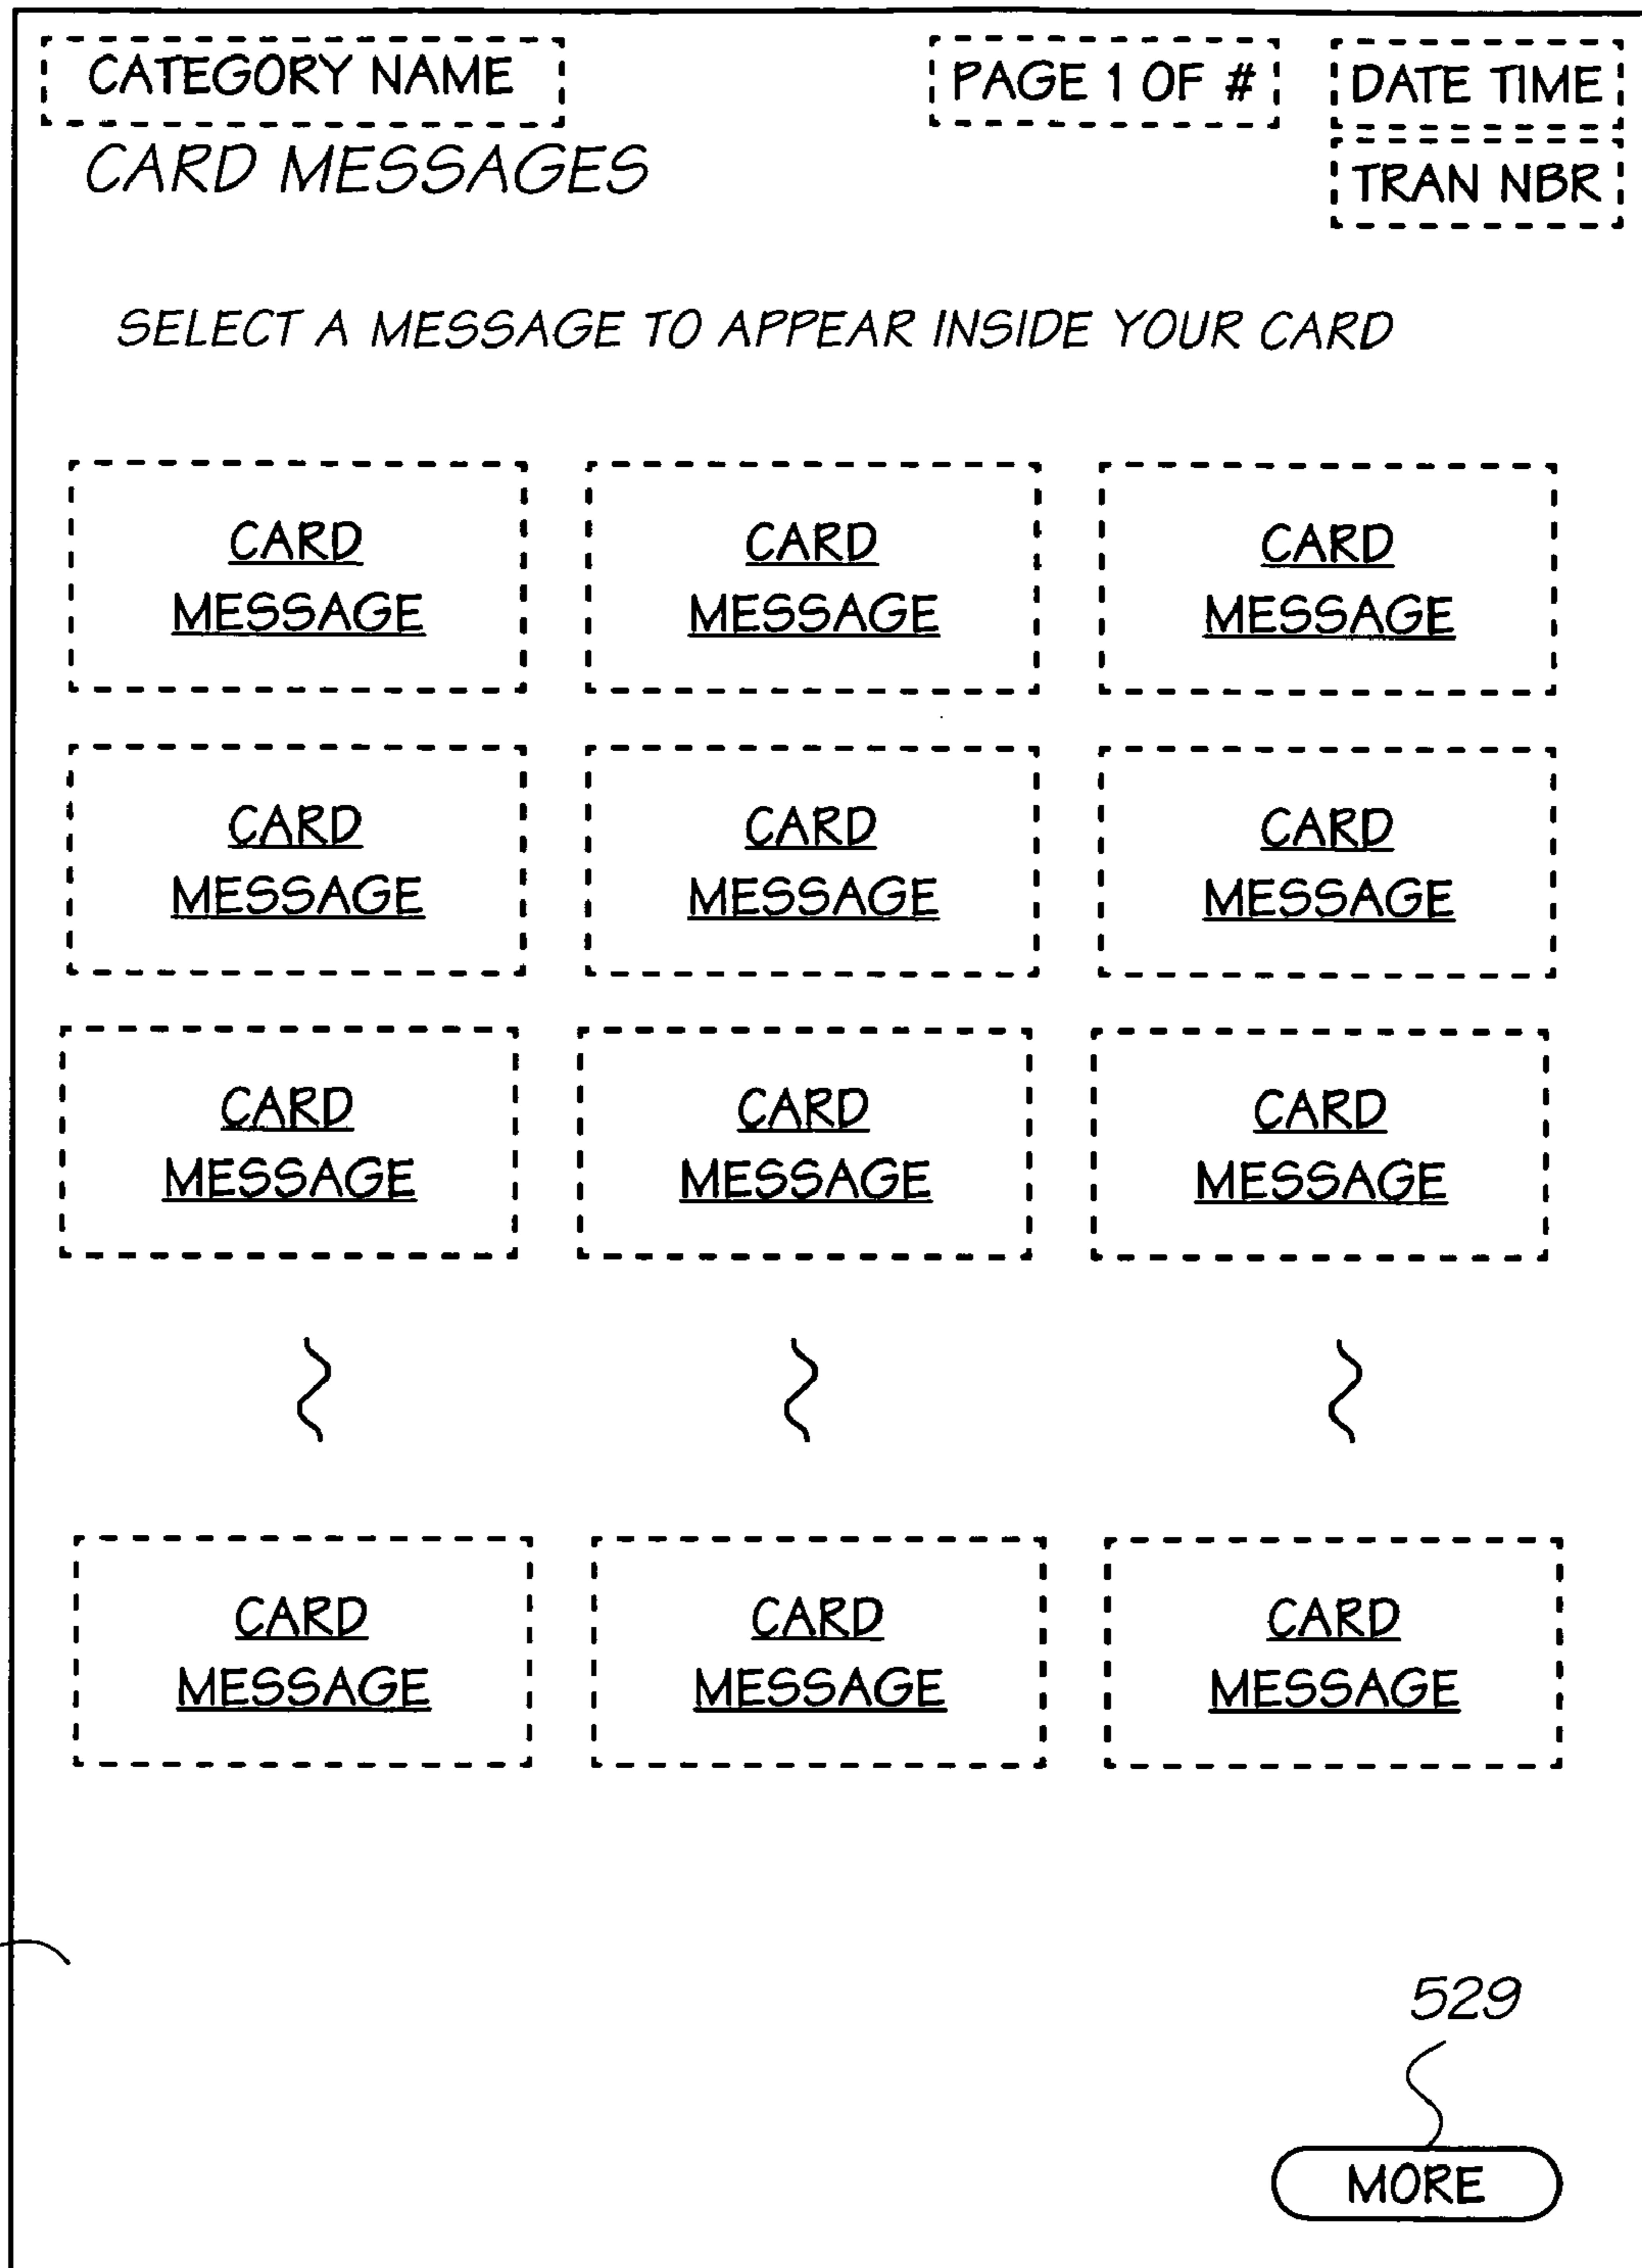 CATEGORY NAME PAGE 1 OF # DATE TIME
CARD MESSAGES TRAN NBR
SELECT A MESSAGE TO APPEAR INSIDE YOUR CARD
CARD CARD CARD
MESSAGE MESSAGE MESSAGE
CARD CARD CARD
MESSAGE MESSAGE MESSAGE
CARD CARD CARD
MESSAGE MESSAGE MESSAGE
CARD CARD CARD
MESSAGE MESSAGE MESSAGE
529
MORE